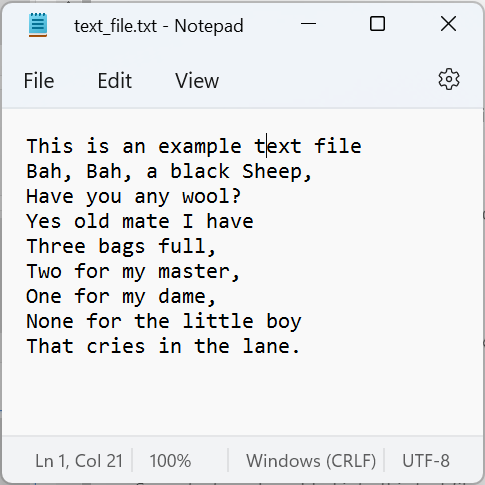 text_file.txt - Notepad
File Edit View
This is an example text file
Bah, Bah, a black Sheep,
Have you any wool?
Yes old mate I have
Three bags full,
Two for my master,
One for my dame,
None for the little boy
That cries in the lane.
Ln 1, Col 21 100% Windows (CRLF) UTF-8